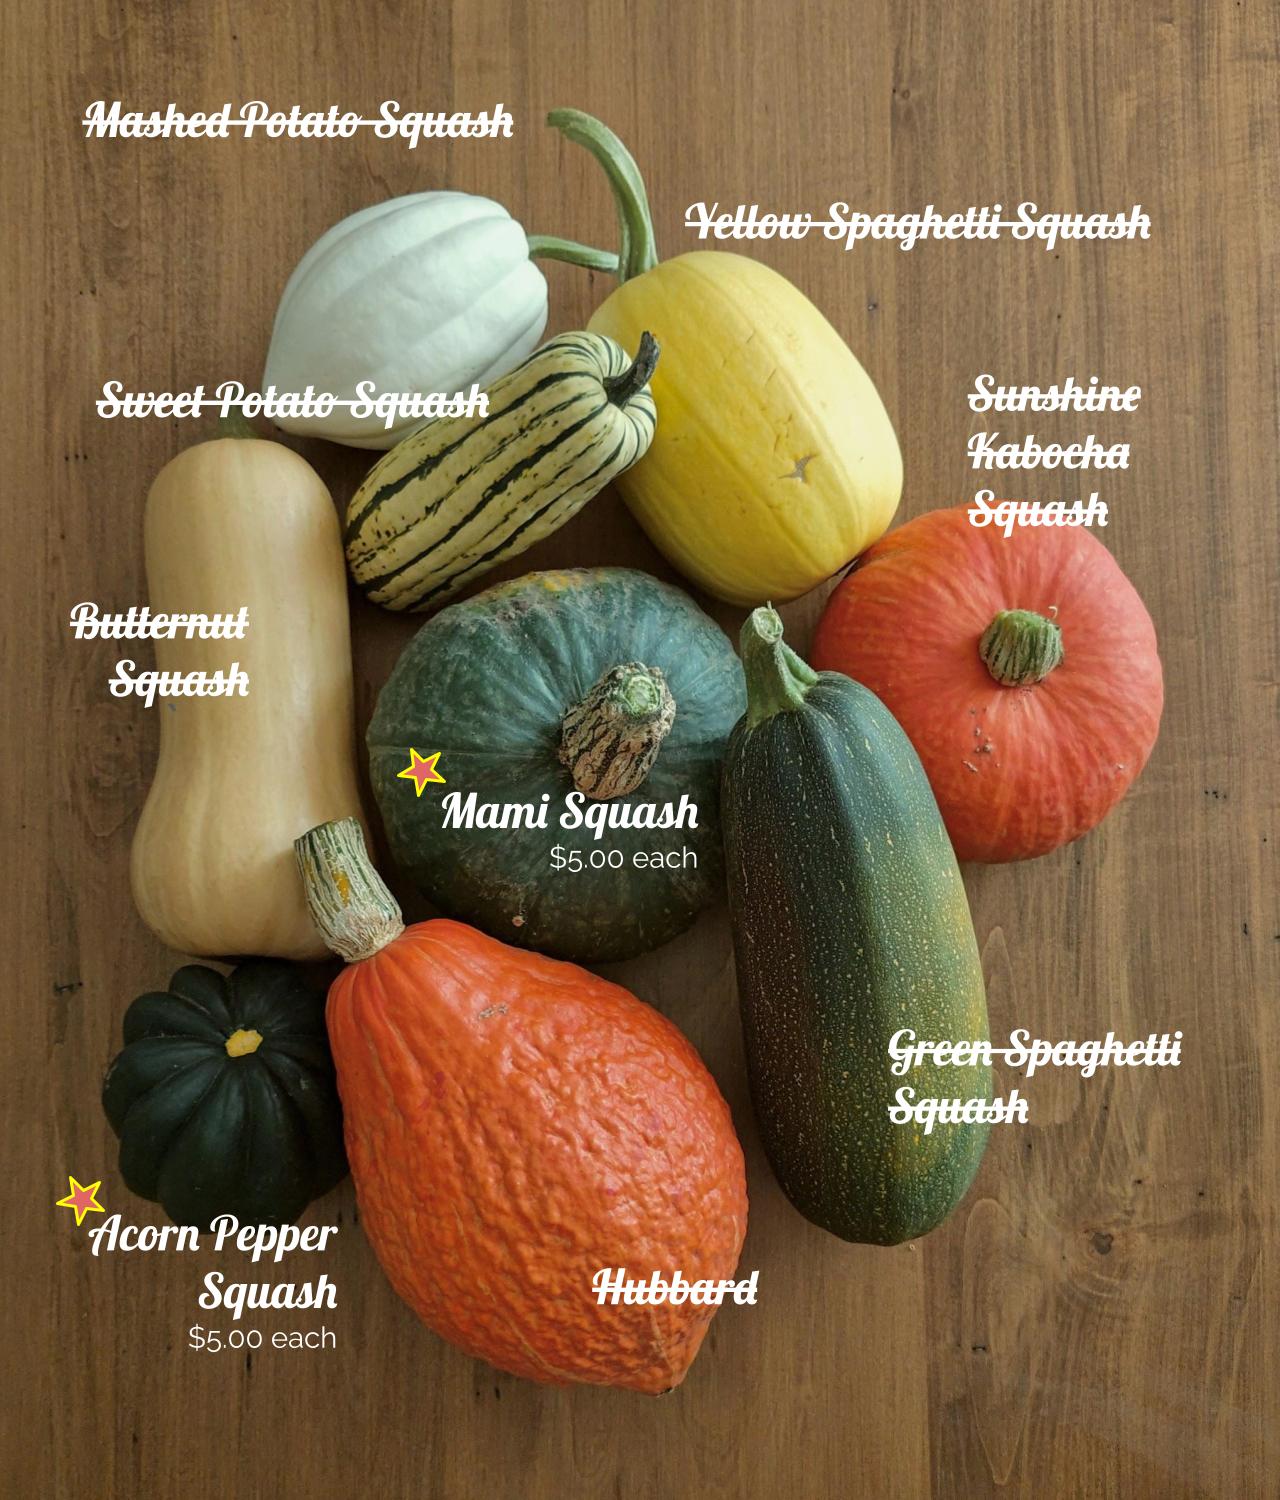 Mashed Potato Squash
Yellow Spaghetti Squash
Sweet Potato Squash
Sunshine
Kabocha
Squash
Butternut
Squash
Mami Squash
$5.00 each
Green Spaghetti
Squash
Acorn Pepper
Squash
$5.00 each
Hubbard